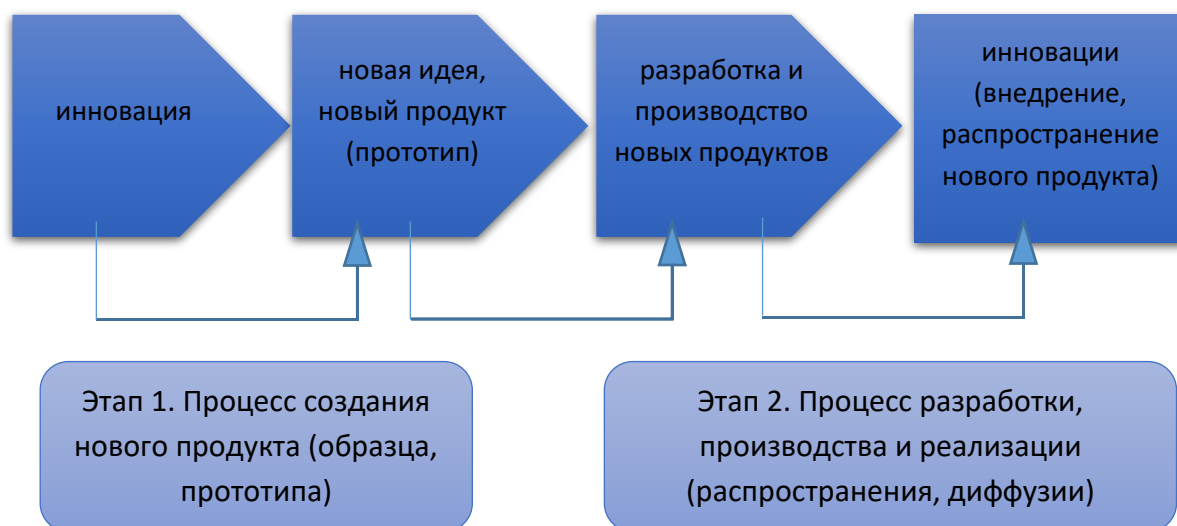 инновация
новая идея,
новый продукт
(прототип)
разработка и
производство
новых продуктов
инновации
(внедрение,
распространение
нового продукта)
Этап 1. Процесс создания
нового продукта (образца,
прототипа)
Этап 2. Процесс разработки,
производства и реализации
(распространения, диффузии)